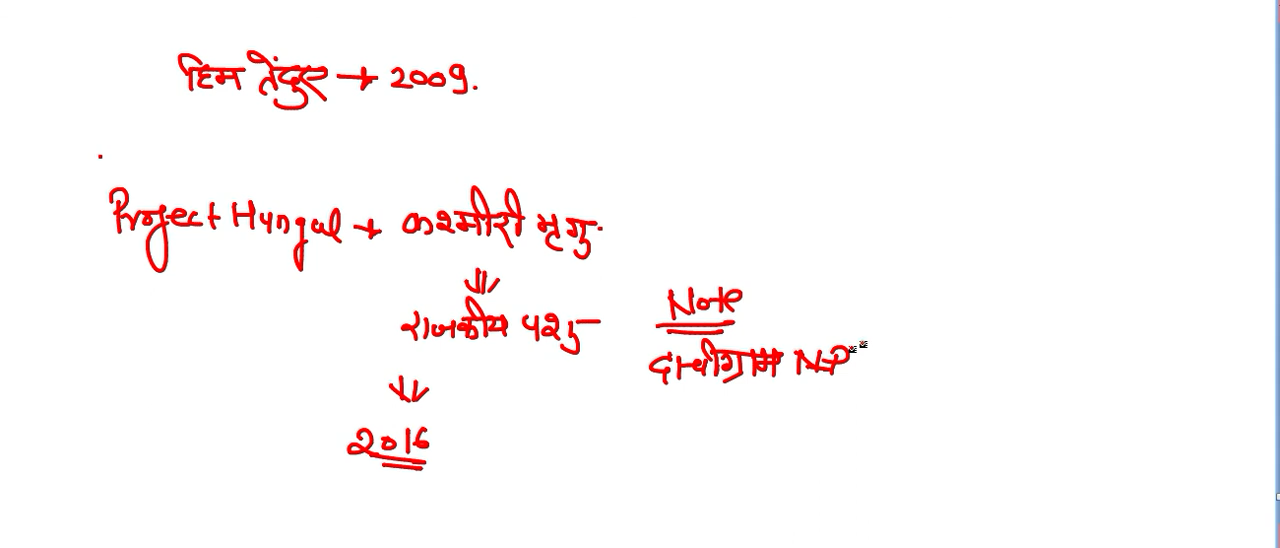 हिम तेंदुए → 2009.
Project Hungul → कश्मीरी मृग.
राजकीय पशु
Note
दाचीग्राम NP**
2016